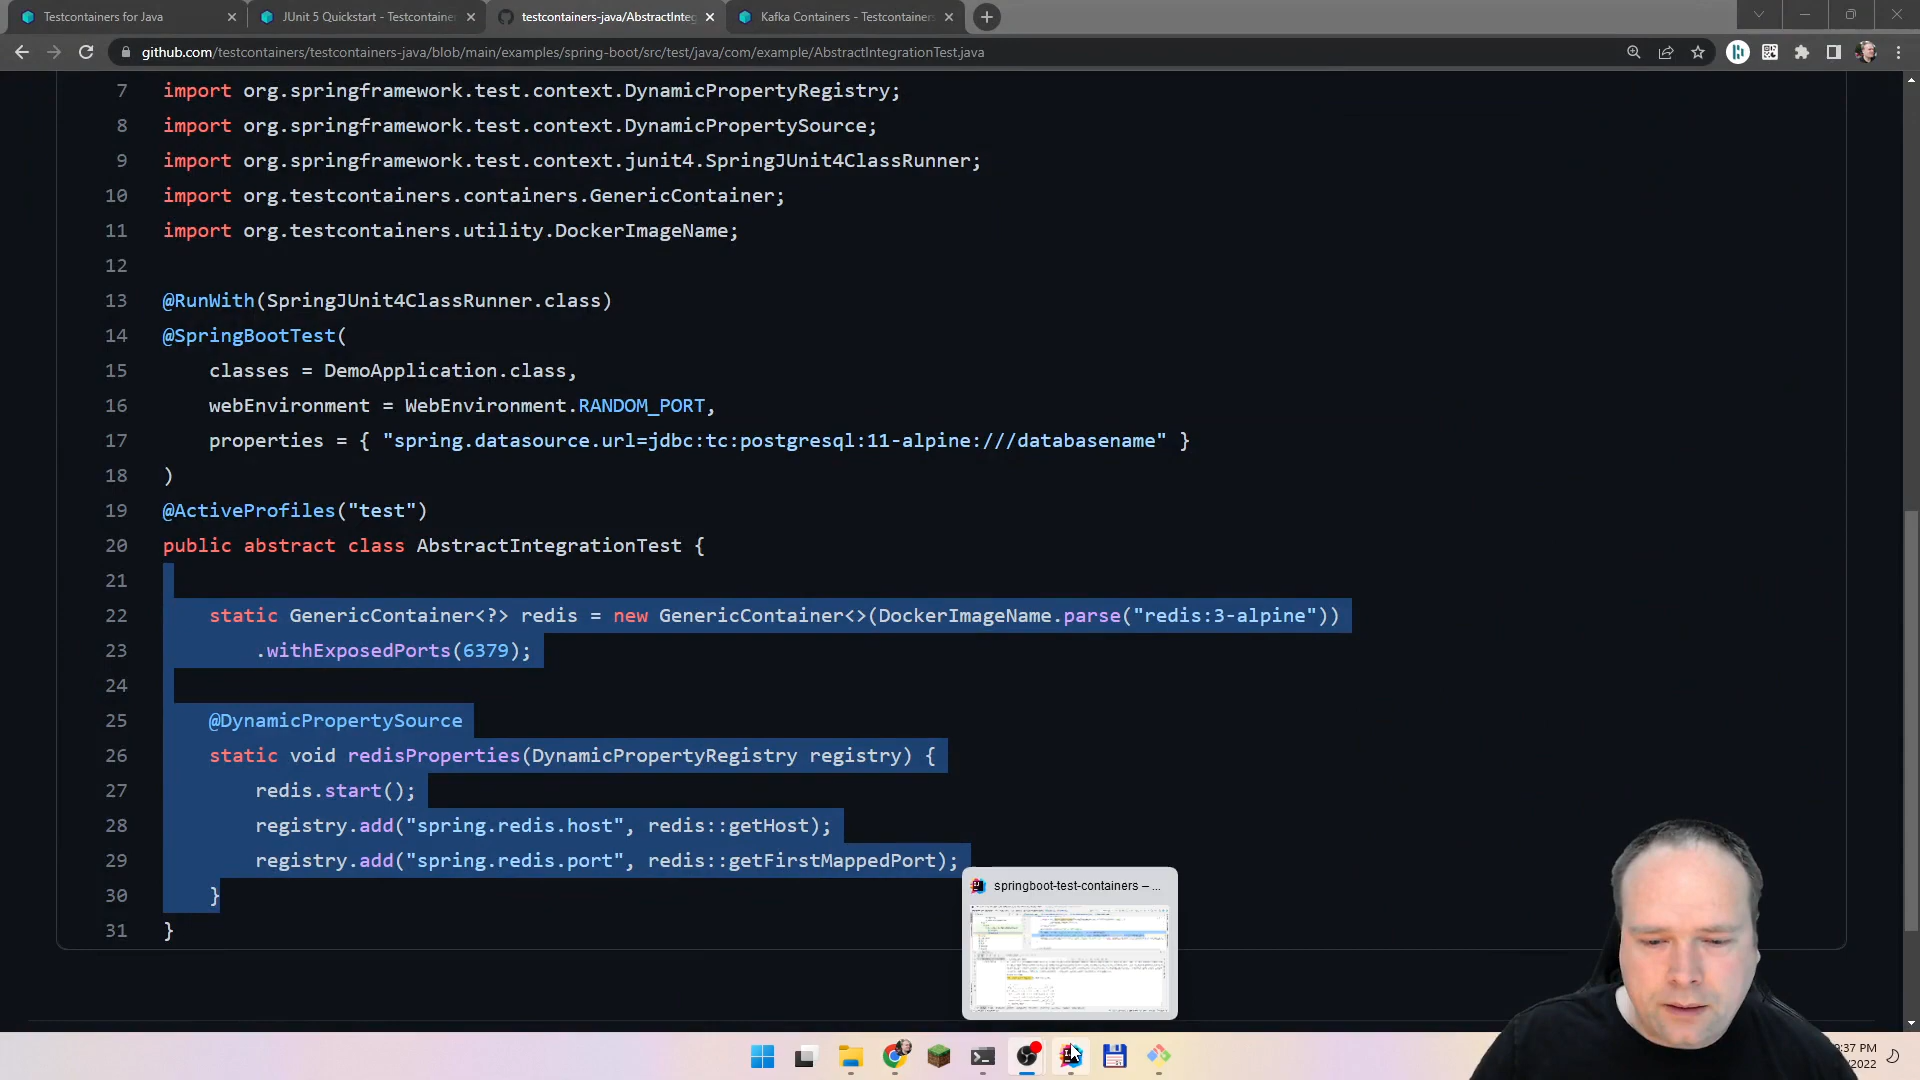 Testcontainers for Java
JUnit 5 Quickstart - Testcontainer
testcontainers-java/AbstractInteg
Kafka Containers - Testcontainers
github.com/testcontainers/testcontainers-java/blob/main/examples/spring-boot/src/test/java/com/example/AbstractIntegrationTest.java
7 import org.springframework.test.context.DynamicPropertyRegistry;
8 import org.springframework.test.context.DynamicPropertySource;
9 import org.springframework.test.context.junit4.SpringJUnit4ClassRunner;
10 import org.testcontainers.containers.GenericContainer;
11 import org.testcontainers.utility.DockerImageName;
12
13 @RunWith(SpringJUnit4ClassRunner.class)
14 @SpringBootTest(
15 classes = DemoApplication.class,
16 webEnvironment = WebEnvironment.RANDOM_PORT,
17 properties = { "spring.datasource.url=jdbc:tc:postgresql:11-alpine:///databasename" }
18 )
19 @ActiveProfiles("test")
20 public abstract class AbstractIntegrationTest {
21
22 static GenericContainer<?> redis = new GenericContainer<>(DockerImageName.parse("redis:3-alpine"))
23 .withExposedPorts(6379);
24
25 @DynamicPropertySource
26 static void redisProperties(DynamicPropertyRegistry registry) {
27 redis.start();
28 registry.add("spring.redis.host", redis::getHost);
29 registry.add("spring.redis.port", redis::getFirstMappedPort);
30 }
31 }
springboot-test-containers – ...
:37 PM
/2022